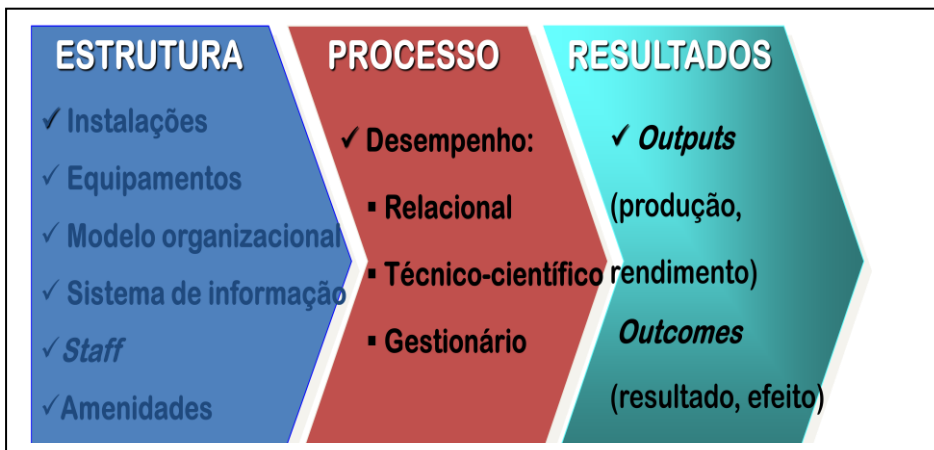 ESTRUTURA
✓ Instalações
✓ Equipamentos
✓ Modelo organizacional
✓ Sistema de informação
✓ Staff
✓ Amenidades
PROCESSO
✓ Desempenho:
▪ Relacional
▪ Técnico-científico
▪ Gestionário
RESULTADOS
✓ Outputs
(produção,
rendimento)
Outcomes
(resultado, efeito)